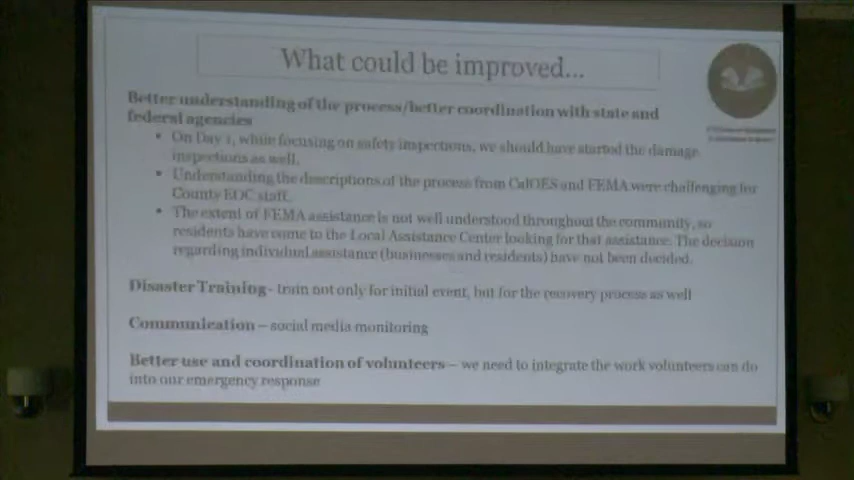 What could be improved...
Better understanding of the process/better coordination with state and
federal agencies
• On Day 1, while focusing on safety inspections, we should have started the damage
inspections as well.
• Understanding the descriptions of the process from CalOES and FEMA were challenging for
County EOC staff.
• The extent of FEMA assistance is not well understood throughout the community, so
residents have come to the Local Assistance Center looking for that assistance. The decision
regarding individual assistance (businesses and residents) have not been decided.
Disaster Training- train not only for initial event, but for the recovery process as well
Communication – social media monitoring
Better use and coordination of volunteers – we need to integrate the work volunteers can do
into our emergency response